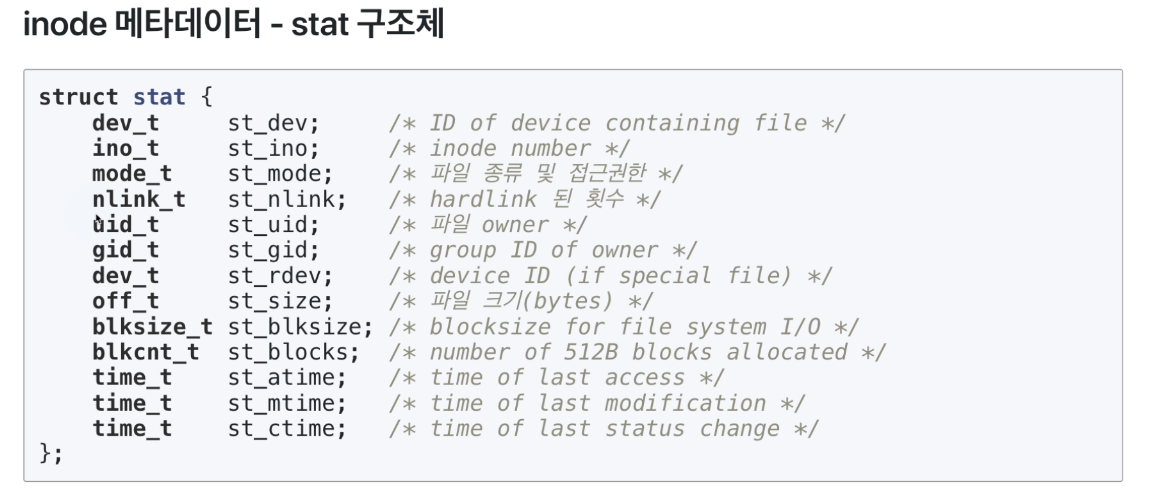 inode 메타데이터 - stat 구조체
struct stat {
    dev_t     st_dev;     /* ID of device containing file */
    ino_t     st_ino;     /* inode number */
    mode_t    st_mode;    /* 파일 종류 및 접근권한 */
    nlink_t   st_nlink;   /* hardlink 된 횟수 */
    uid_t     st_uid;     /* 파일 owner */
    gid_t     st_gid;     /* group ID of owner */
    dev_t     st_rdev;    /* device ID (if special file) */
    off_t     st_size;    /* 파일 크기(bytes) */
    blksize_t st_blksize; /* blocksize for file system I/O */
    blkcnt_t  st_blocks;  /* number of 512B blocks allocated */
    time_t    st_atime;   /* time of last access */
    time_t    st_mtime;   /* time of last modification */
    time_t    st_ctime;   /* time of last status change */
};